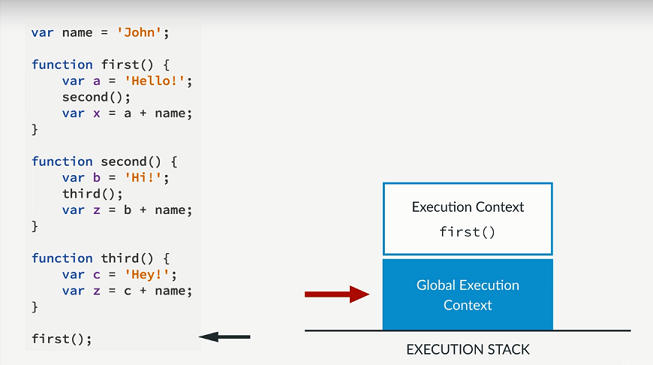 var name = 'John';
function first() {
    var a = 'Hello!';
    second();
    var x = a + name;
}
function second() {
    var b = 'Hi!';
    third();
    var z = b + name;
}
function third() {
    var c = 'Hey!';
    var z = c + name;
}
first();
Execution Context
first()
Global Execution
Context
EXECUTION STACK